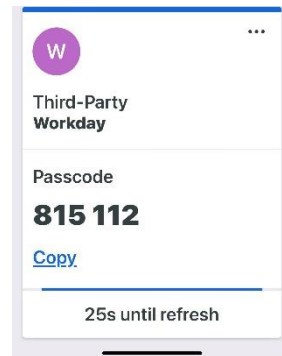 W
Third-Party
Workday
Passcode
815 112
Copy
25s until refresh